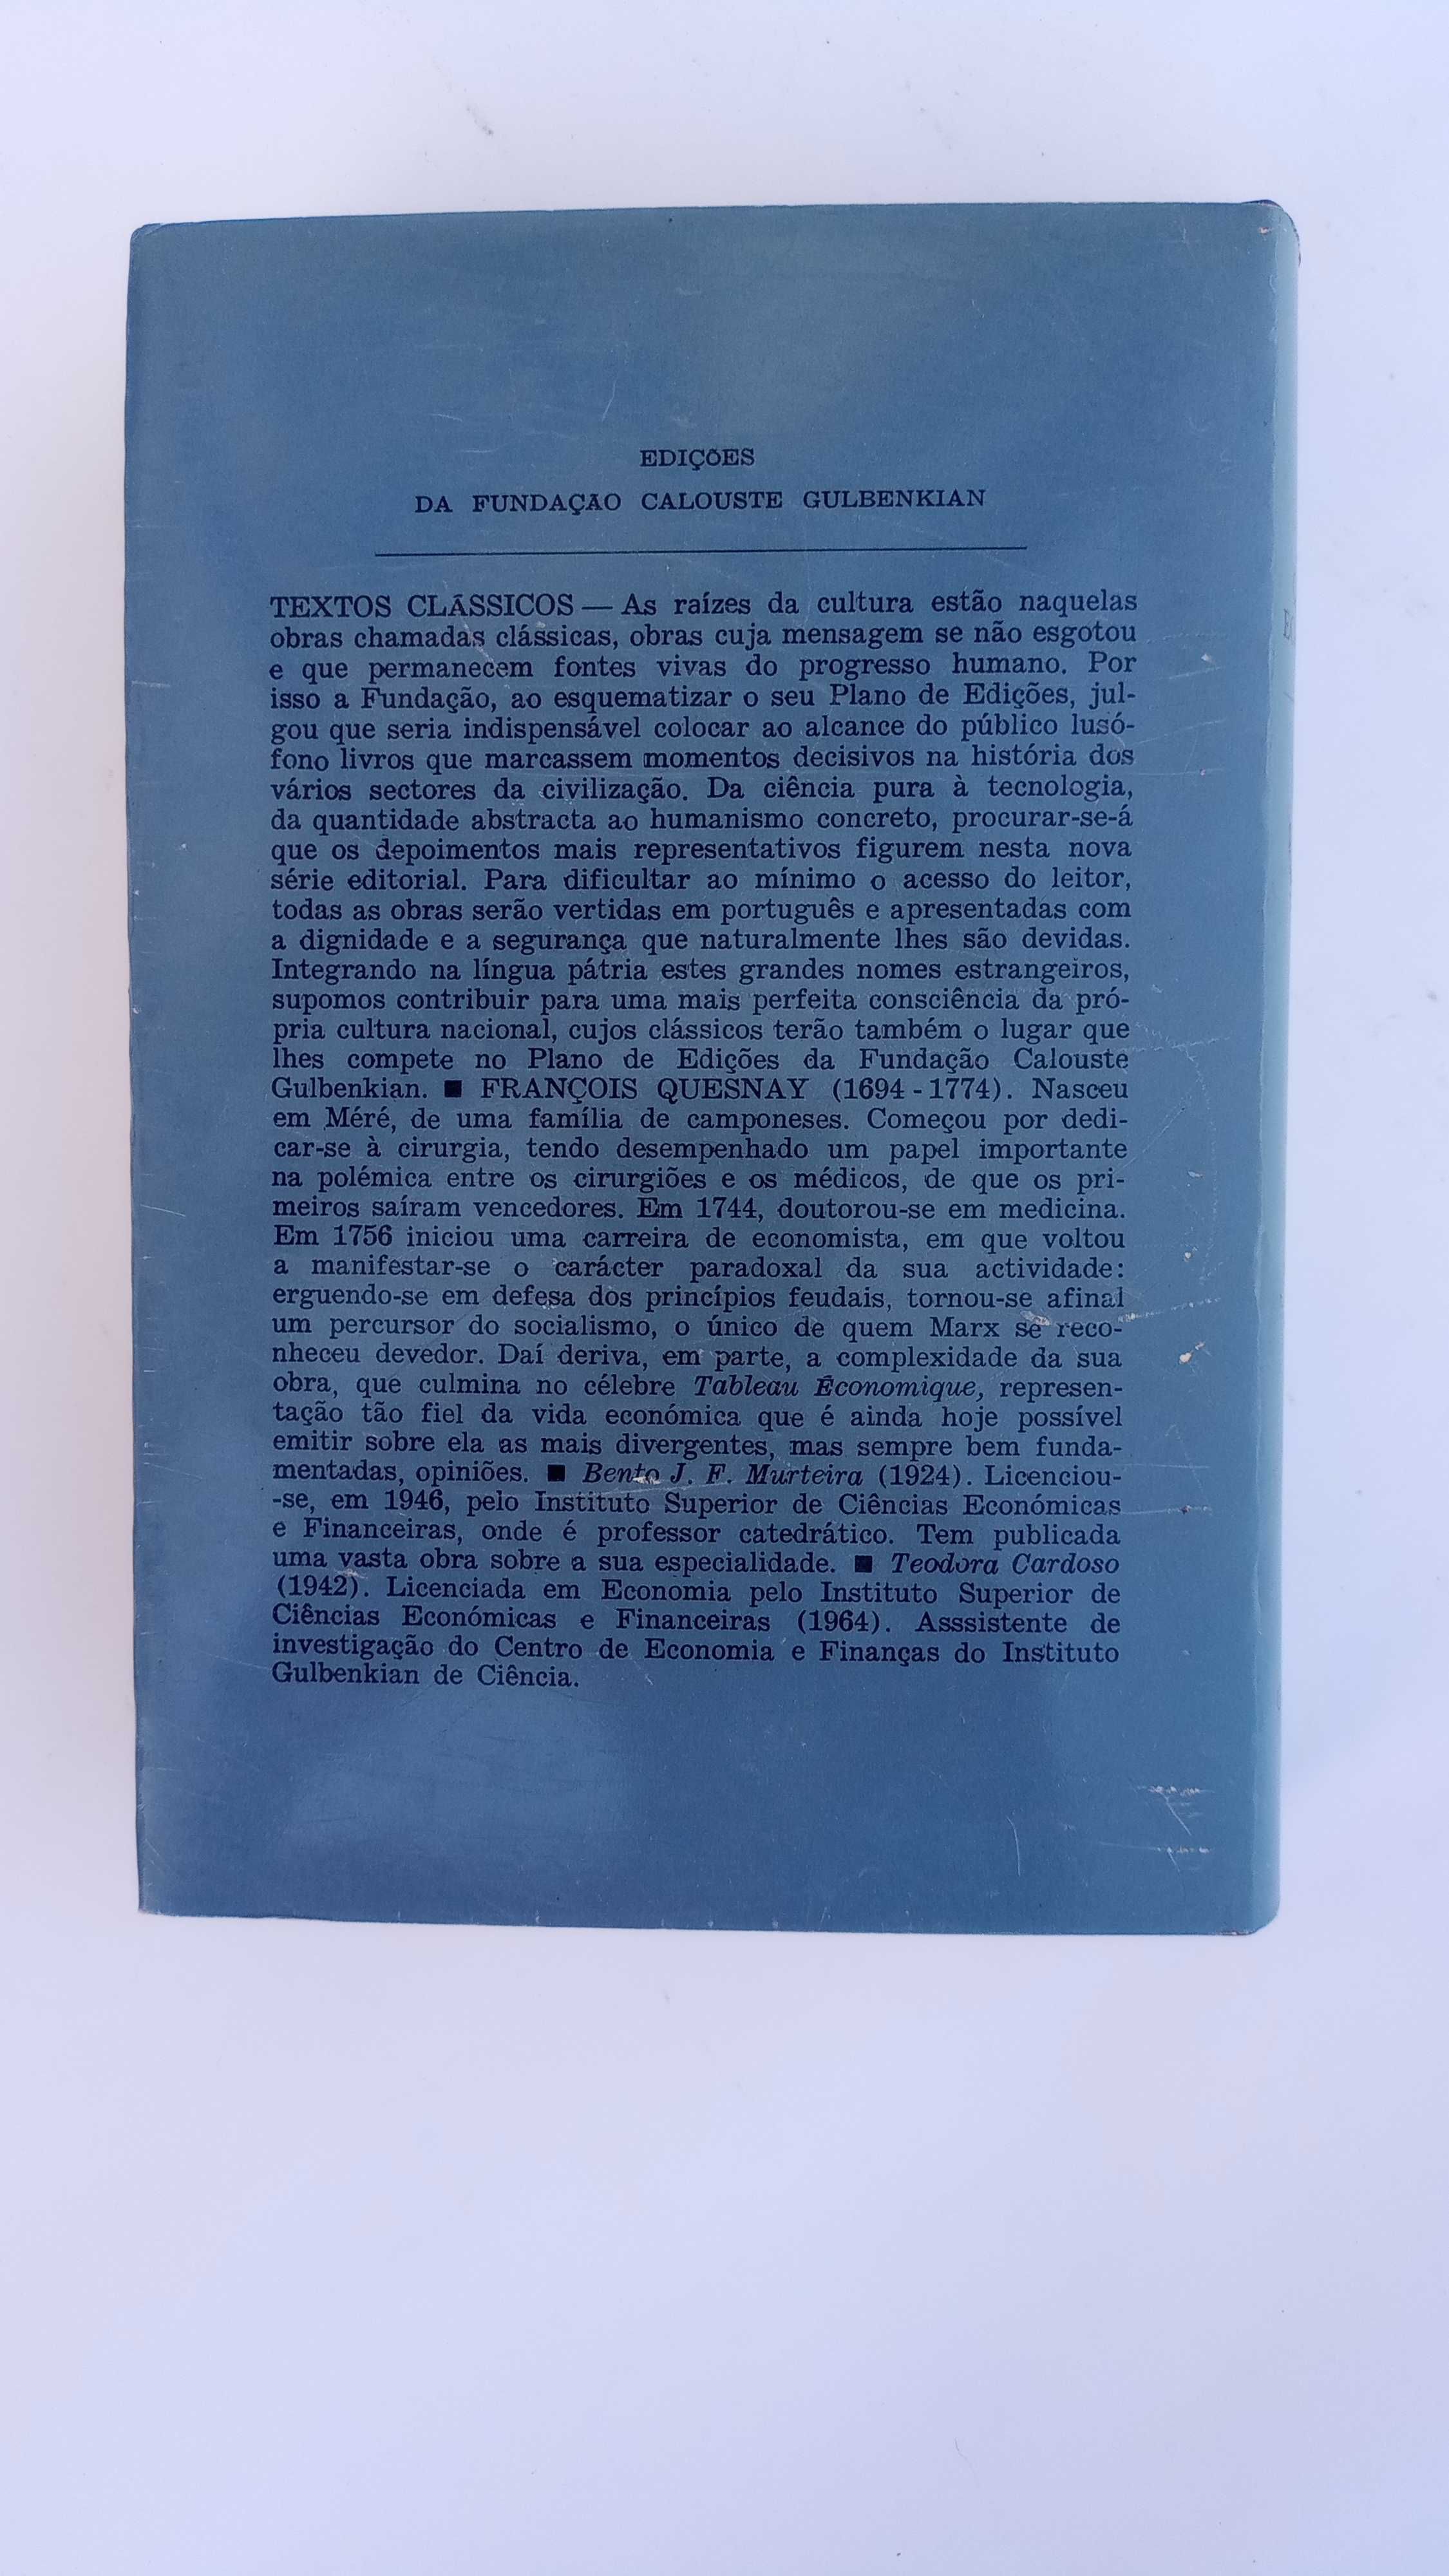 EDIÇÕES
DA FUNDAÇÃO CALOUSTE GULBENKIAN
TEXTOS CLÁSSICOS — As raízes da cultura estão naquelas
obras chamadas clássicas, obras cuja mensagem se não esgotou
e que permanecem fontes vivas do progresso humano. Por
isso a Fundação, ao esquematizar o seu Plano de Edições, jul-
gou que seria indispensável colocar ao alcance do público lusó-
fono livros que marcassem momentos decisivos na história dos
vários sectores da civilização. Da ciência pura à tecnologia,
da quantidade abstracta ao humanismo concreto, procurar-se-á
que os depoimentos mais representativos figurem nesta nova
série editorial. Para dificultar ao mínimo o acesso do leitor,
todas as obras serão vertidas em português e apresentadas com
a dignidade e a segurança que naturalmente lhes são devidas.
Integrando na língua pátria estes grandes nomes estrangeiros,
supomos contribuir para uma mais perfeita consciência da pró-
pria cultura nacional, cujos clássicos terão também o lugar que
lhes compete no Plano de Edições da Fundação Calouste
Gulbenkian. ■ FRANÇOIS QUESNAY (1694-1774). Nasceu
em Méré, de uma família de camponeses. Começou por dedi-
car-se à cirurgia, tendo desempenhado um papel importante
na polémica entre os cirurgiões e os médicos, de que os pri-
meiros saíram vencedores. Em 1744, doutorou-se em medicina.
Em 1756 iniciou uma carreira de economista, em que voltou
a manifestar-se o carácter paradoxal da sua actividade:
erguendo-se em defesa dos princípios feudais, tornou-se afinal
um percursor do socialismo, o único de quem Marx se reco-
nheceu devedor. Daí deriva, em parte, a complexidade da sua
obra, que culmina no célebre Tableau Économique, represen-
tação tão fiel da vida económica que é ainda hoje possível
emitir sobre ela as mais divergentes, mas sempre bem funda-
mentadas, opiniões. ■ Bento J. F. Murteira (1924). Licenciou-
-se, em 1946, pelo Instituto Superior de Ciências Económicas
e Financeiras, onde é professor catedrático. Tem publicada
uma vasta obra sobre a sua especialidade. ■ Teodora Cardoso
(1942). Licenciada em Economia pelo Instituto Superior de
Ciências Económicas e Financeiras (1964). Asssistente de
investigação do Centro de Economia e Finanças do Instituto
Gulbenkian de Ciência.